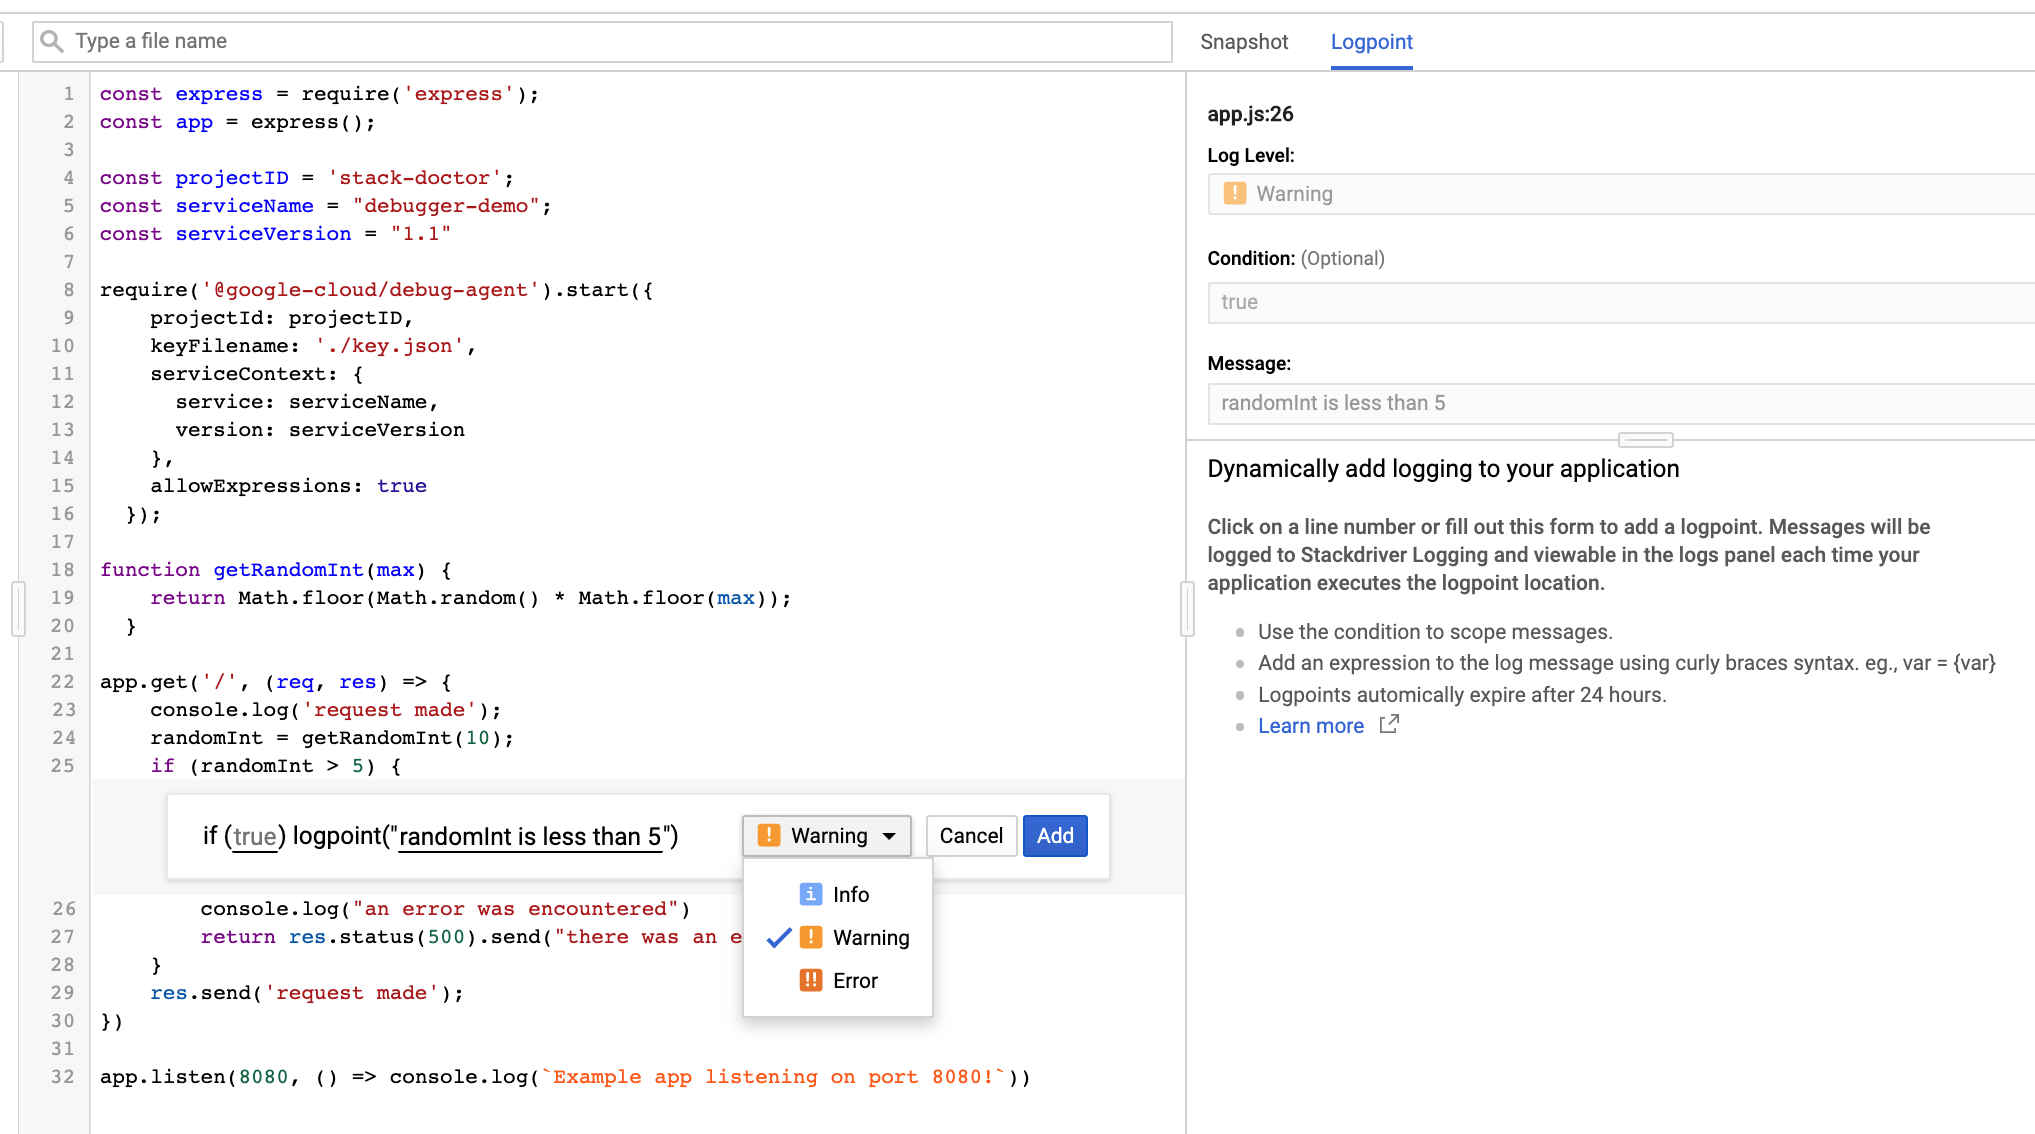 Type a file name
Snapshot Logpoint
1 const express = require('express');
2 const app = express();
3
4 const projectID = 'stack-doctor';
5 const serviceName = "debugger-demo";
6 const serviceVersion = "1.1"
7
8 require('@google-cloud/debug-agent').start({
9 projectId: projectID,
10 keyFilename: './key.json',
11 serviceContext: {
12 service: serviceName,
13 version: serviceVersion
14 },
15 allowExpressions: true
16 });
17
18 function getRandomInt(max) {
19 return Math.floor(Math.random() * Math.floor(max));
20 }
21
22 app.get('/', (req, res) => {
23 console.log('request made');
24 randomInt = getRandomInt(10);
25 if (randomInt > 5) {
if (true) logpoint("randomInt is less than 5") ! Warning Cancel Add
i Info
! Warning
!! Error
26 console.log("an error was encountered")
27 return res.status(500).send("there was an e
28 }
29 res.send('request made');
30 })
31
32 app.listen(8080, () => console.log(`Example app listening on port 8080!`))
app.js:26
Log Level:
! Warning
Condition: (Optional)
true
Message:
randomInt is less than 5
Dynamically add logging to your application
Click on a line number or fill out this form to add a logpoint. Messages will be
logged to Stackdriver Logging and viewable in the logs panel each time your
application executes the logpoint location.
Use the condition to scope messages.
Add an expression to the log message using curly braces syntax. eg., var = {var}
Logpoints automically expire after 24 hours.
Learn more